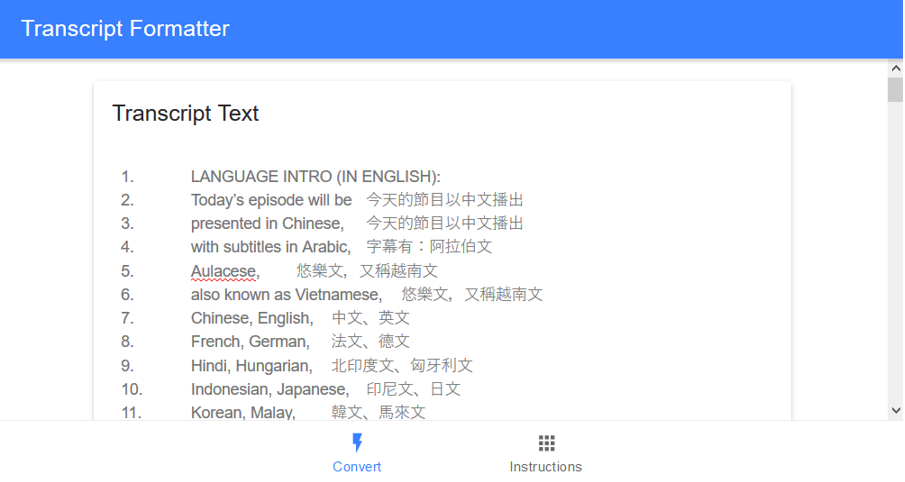 Transcript Formatter
Transcript Text
1. LANGUAGE INTRO (IN ENGLISH):
2. Today’s episode will be 今天的節目以中文播出
3. presented in Chinese, 今天的節目以中文播出
4. with subtitles in Arabic, 字幕有：阿拉伯文
5. Aulacese, 悠樂文，又稱越南文
6. also known as Vietnamese, 悠樂文，又稱越南文
7. Chinese, English, 中文、英文
8. French, German, 法文、德文
9. Hindi, Hungarian, 北印度文、匈牙利文
10. Indonesian, Japanese, 印尼文、日文
11. Korean, Malay, 韓文、馬來文
Convert
Instructions